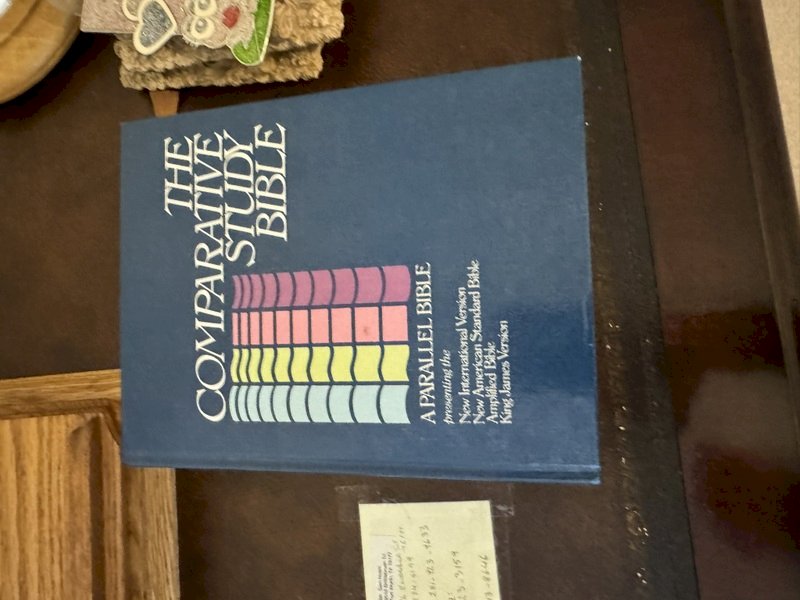 THE
COMPARATIVE
STUDY
BIBLE
A PARALLEL BIBLE
presenting the
New International Version
New American Standard Bible
Amplified Bible
King James Version